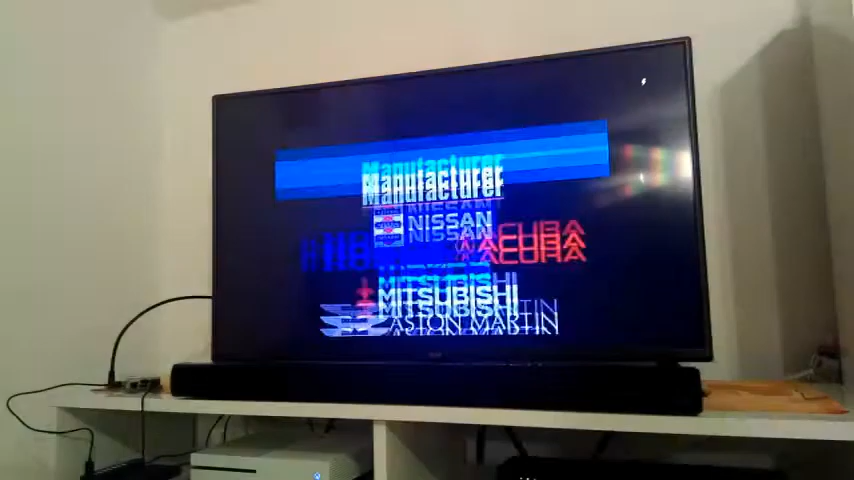 Manufacturer
NISSAN
ACURA
MITSUBISHI
ASTON MARTIN